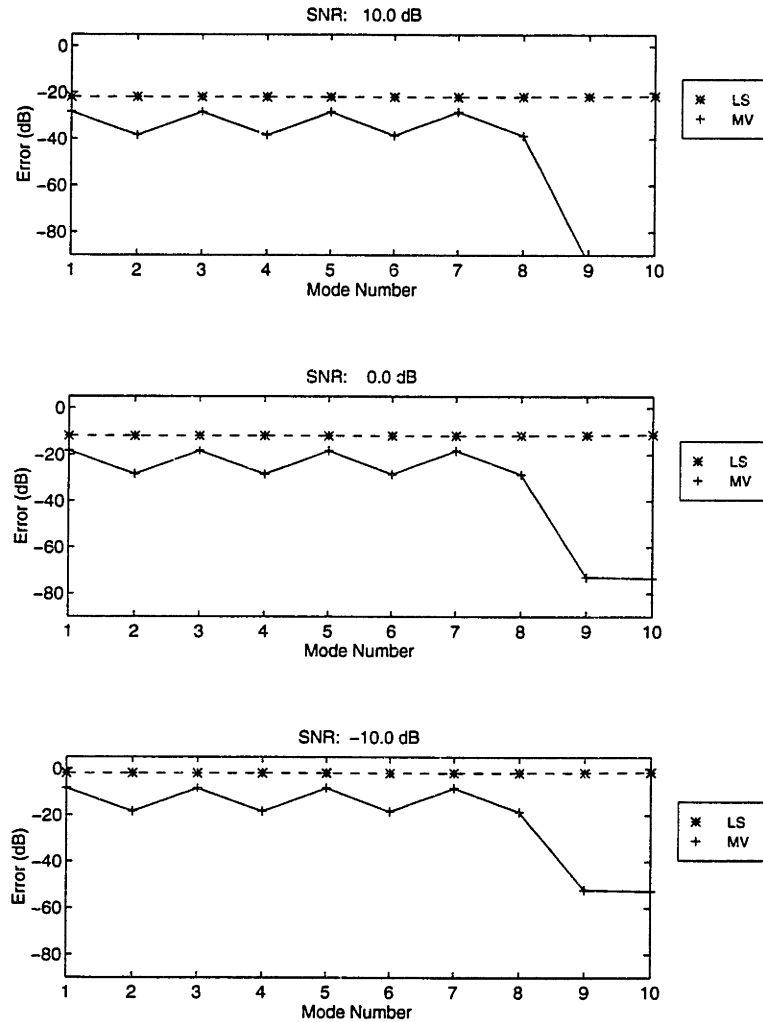 SNR: 10.0 dB
0
−20
−40
−60
−80
Error (dB)
1 2 3 4 5 6 7 8 9 10
Mode Number
LS
MV
SNR: 0.0 dB
0
−20
−40
−60
−80
Error (dB)
1 2 3 4 5 6 7 8 9 10
Mode Number
LS
MV
SNR: −10.0 dB
0
−20
−40
−60
−80
Error (dB)
1 2 3 4 5 6 7 8 9 10
Mode Number
LS
MV